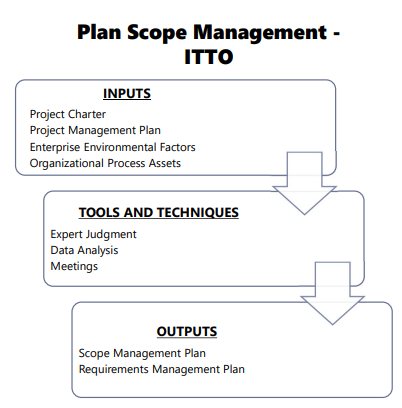 Plan Scope Management -
ITTO
INPUTS
Project Charter
Project Management Plan
Enterprise Environmental Factors
Organizational Process Assets
TOOLS AND TECHNIQUES
Expert Judgment
Data Analysis
Meetings
OUTPUTS
Scope Management Plan
Requirements Management Plan